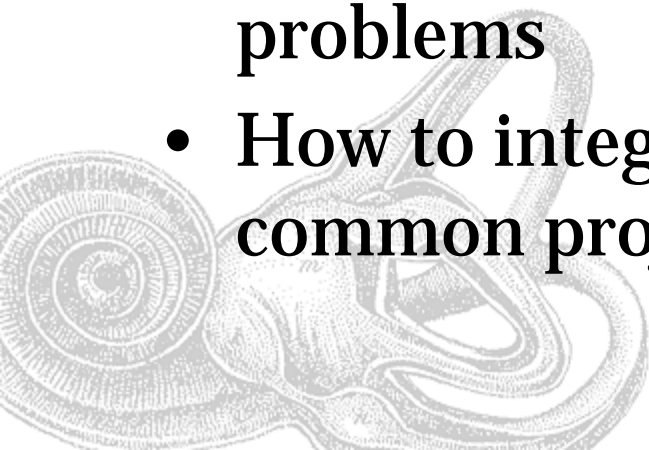 problems
• How to integ
common pro
m